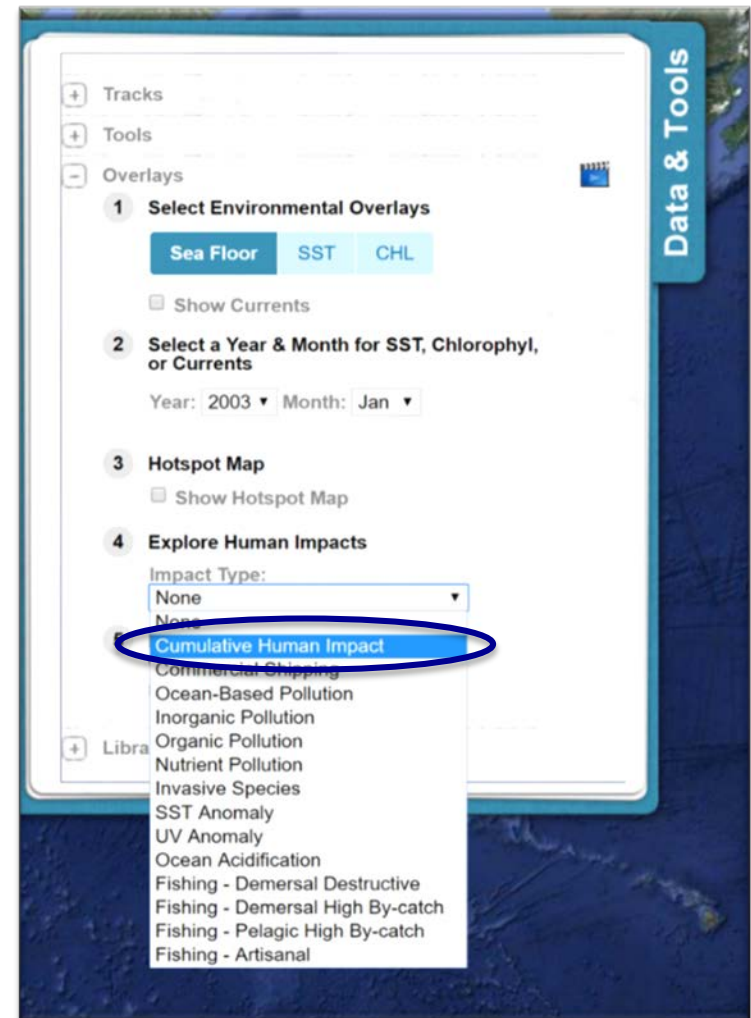 Data & Tools
+ Tracks
+ Tools
- Overlays
1 Select Environmental Overlays
Sea Floor SST CHL
Show Currents
2 Select a Year & Month for SST, Chlorophyl,
or Currents
Year: 2003 Month: Jan
3 Hotspot Map
Show Hotspot Map
4 Explore Human Impacts
Impact Type:
None
None
Cumulative Human Impact
Commercial Shipping
Ocean-Based Pollution
Inorganic Pollution
+ Libra
Organic Pollution
Nutrient Pollution
Invasive Species
SST Anomaly
UV Anomaly
Ocean Acidification
Fishing - Demersal Destructive
Fishing - Demersal High By-catch
Fishing - Pelagic High By-catch
Fishing - Artisanal